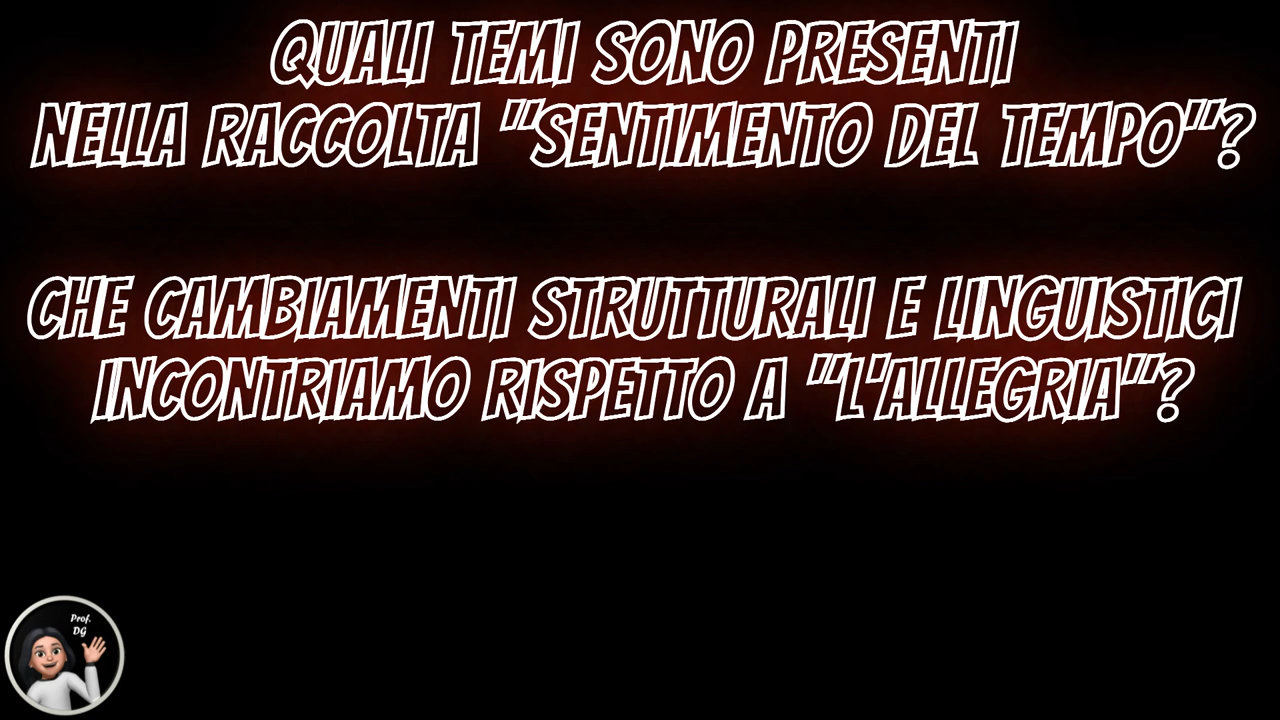 QUALI TEMI SONO PRESENTI
NELLA RACCOLTA "SENTIMENTO DEL TEMPO"?
CHE CAMBIAMENTI STRUTTURALI E LINGUISTICI
INCONTRIAMO RISPETTO A "L'ALLEGRIA"?
Prof.
DG